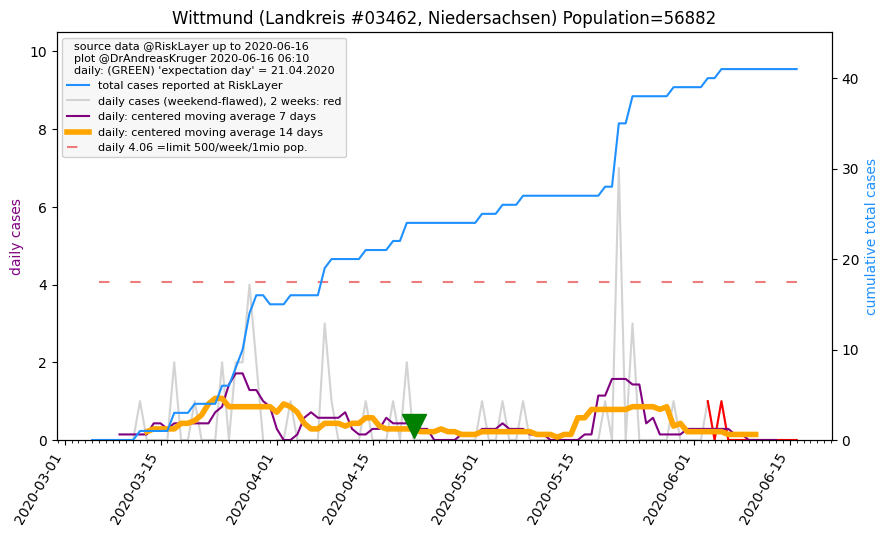 Wittmund (Landkreis #03462, Niedersachsen) Population=56882
source data @RiskLayer up to 2020-06-16
plot @DrAndreasKruger 2020-06-16 06:10
daily: (GREEN) 'expectation day' = 21.04.2020
total cases reported at RiskLayer
daily cases (weekend-flawed), 2 weeks: red
daily: centered moving average 7 days
daily: centered moving average 14 days
daily 4.06 =limit 500/week/1mio pop.
daily cases
10
8
6
4
2
0
cumulative total cases
40
30
20
10
0
2020-03-01
2020-03-15
2020-04-01
2020-04-15
2020-05-01
2020-05-15
2020-06-01
2020-06-15